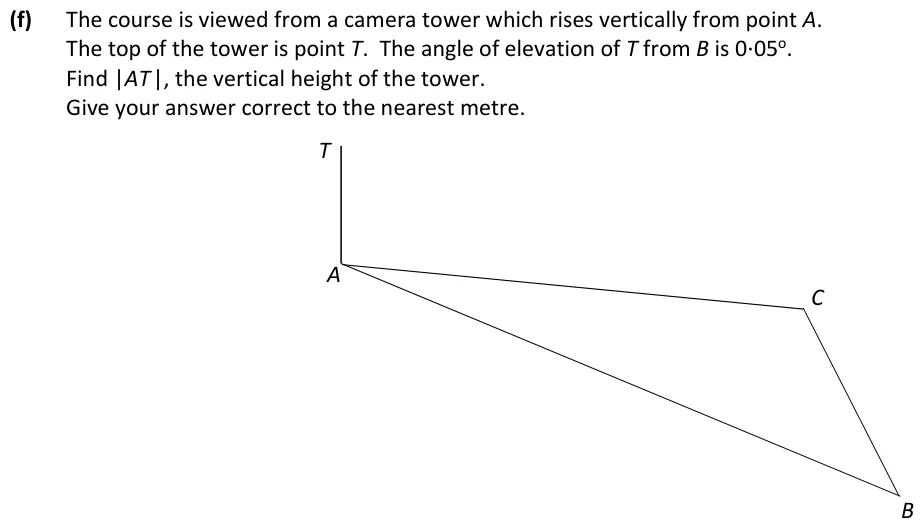 (f) The course is viewed from a camera tower which rises vertically from point A.
The top of the tower is point T. The angle of elevation of T from B is 0·05°.
Find |AT|, the vertical height of the tower.
Give your answer correct to the nearest metre.
T
A
C
B